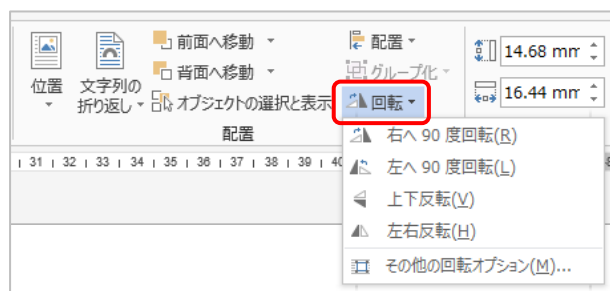 前面へ移動
背面へ移動
オブジェクトの選択と表示
位置
文字列の
折り返し
配置
グループ化
回転
14.68 mm
16.44 mm
配置
31 32 33 34 35 36 37 38 39 40
右へ 90 度回転(R)
左へ 90 度回転(L)
上下反転(V)
左右反転(H)
その他の回転オプション(M)...